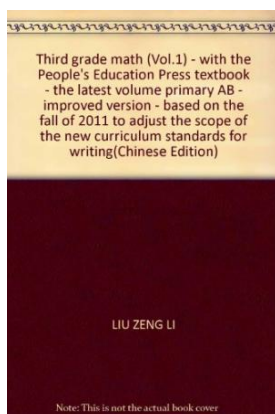 Third grade math (Vol.1) - with the
People's Education Press textbook
- the latest volume primary AB -
improved version - based on the
fall of 2011 to adjust the scope of
the new curriculum standards for
writing(Chinese Edition)
LIU ZENG LI
Note: This is not the actual book cover